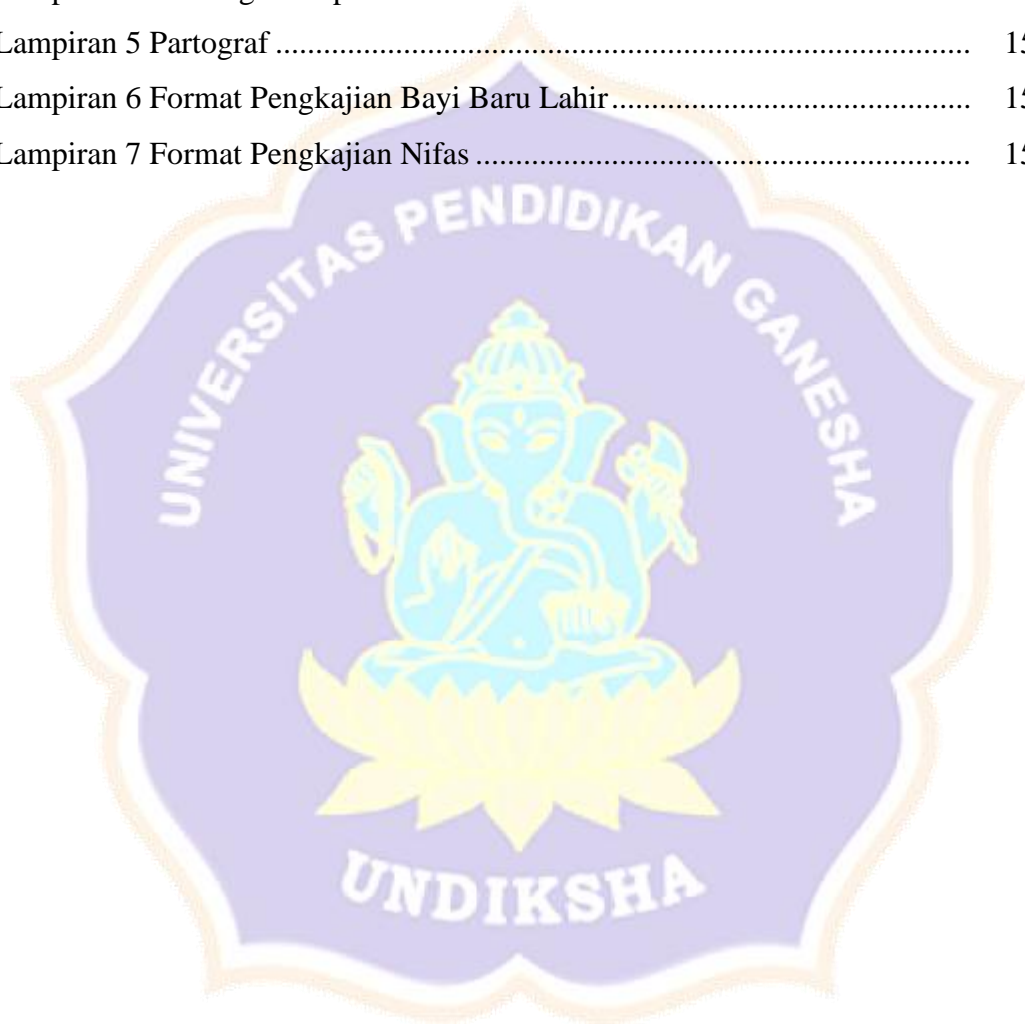 Lampiran 5 Partograf ....................................................................................... 15
Lampiran 6 Format Pengkajian Bayi Baru Lahir ............................................. 15
Lampiran 7 Format Pengkajian Nifas .............................................................. 15
UNIVERSITAS PENDIDIKAN GANESHA
UNDIKSHA